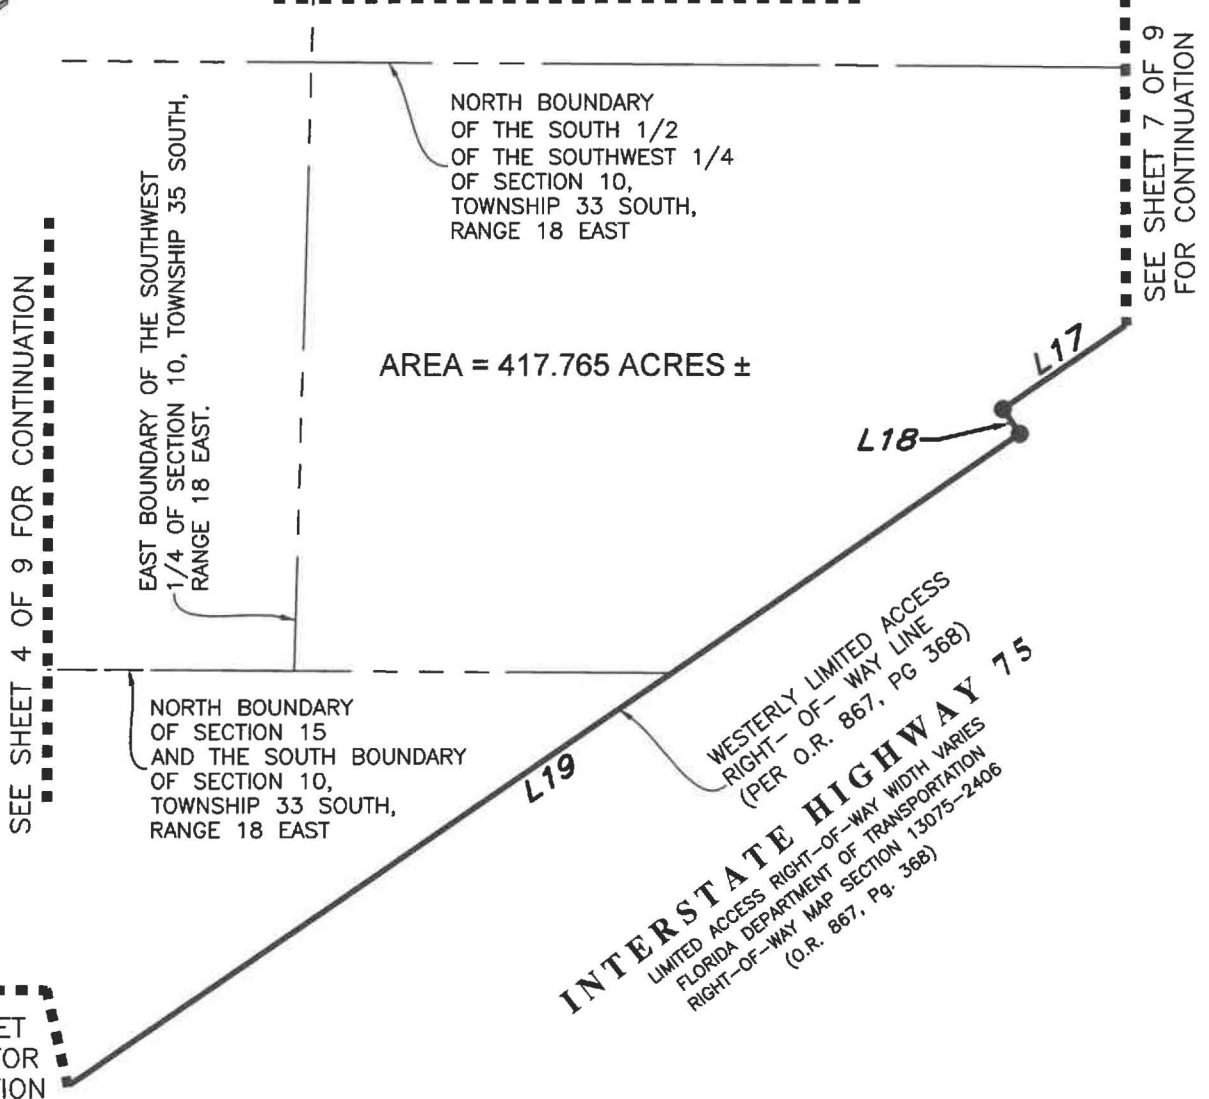 SEE SHEET 7 OF 9
FOR CONTINUATION
NORTH BOUNDARY
OF THE SOUTH 1/2
OF THE SOUTHWEST 1/4
OF SECTION 10,
TOWNSHIP 33 SOUTH,
RANGE 18 EAST
EAST BOUNDARY OF THE SOUTHWEST
1/4 OF SECTION 10, TOWNSHIP 35 SOUTH,
RANGE 18 EAST.
SEE SHEET 4 OF 9 FOR CONTINUATION
AREA = 417.765 ACRES ±
L17
L18
NORTH BOUNDARY
OF SECTION 15
AND THE SOUTH BOUNDARY
OF SECTION 10,
TOWNSHIP 33 SOUTH,
RANGE 18 EAST
L19
WESTERLY LIMITED ACCESS
RIGHT- OF- WAY LINE
(PER O.R. 867, PG 368)
INTERSTATE HIGHWAY 75
LIMITED ACCESS RIGHT-OF-WAY WIDTH VARIES
FLORIDA DEPARTMENT OF TRANSPORTATION
RIGHT-OF-WAY MAP SECTION 13075-2406
(O.R. 867, Pg. 368)
ET
TOR
TION